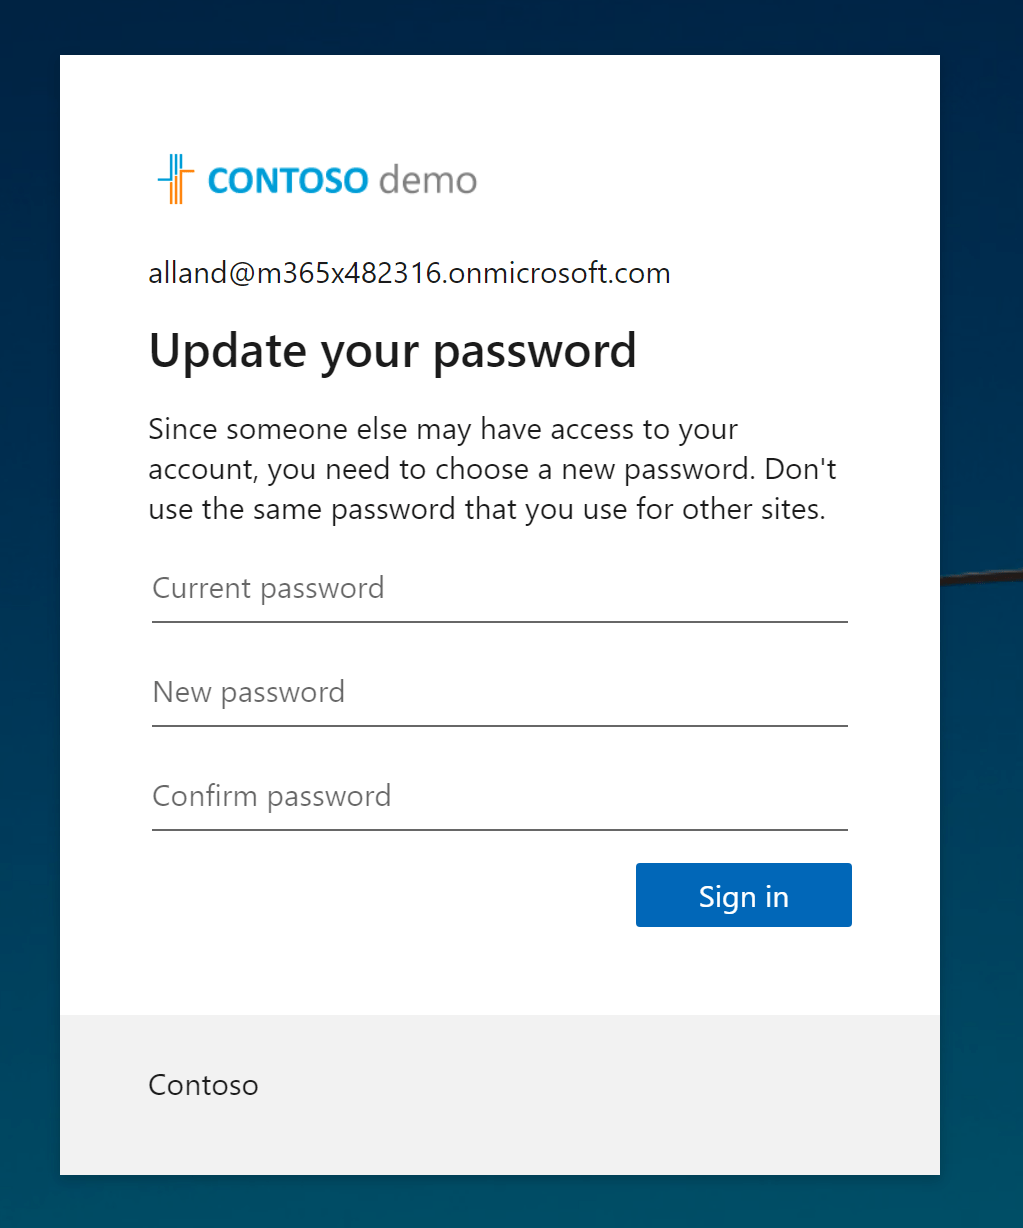 CONTOSO demo
alland@m365x482316.onmicrosoft.com
Update your password
Since someone else may have access to your
account, you need to choose a new password. Don't
use the same password that you use for other sites.
Current password
New password
Confirm password
Sign in
Contoso